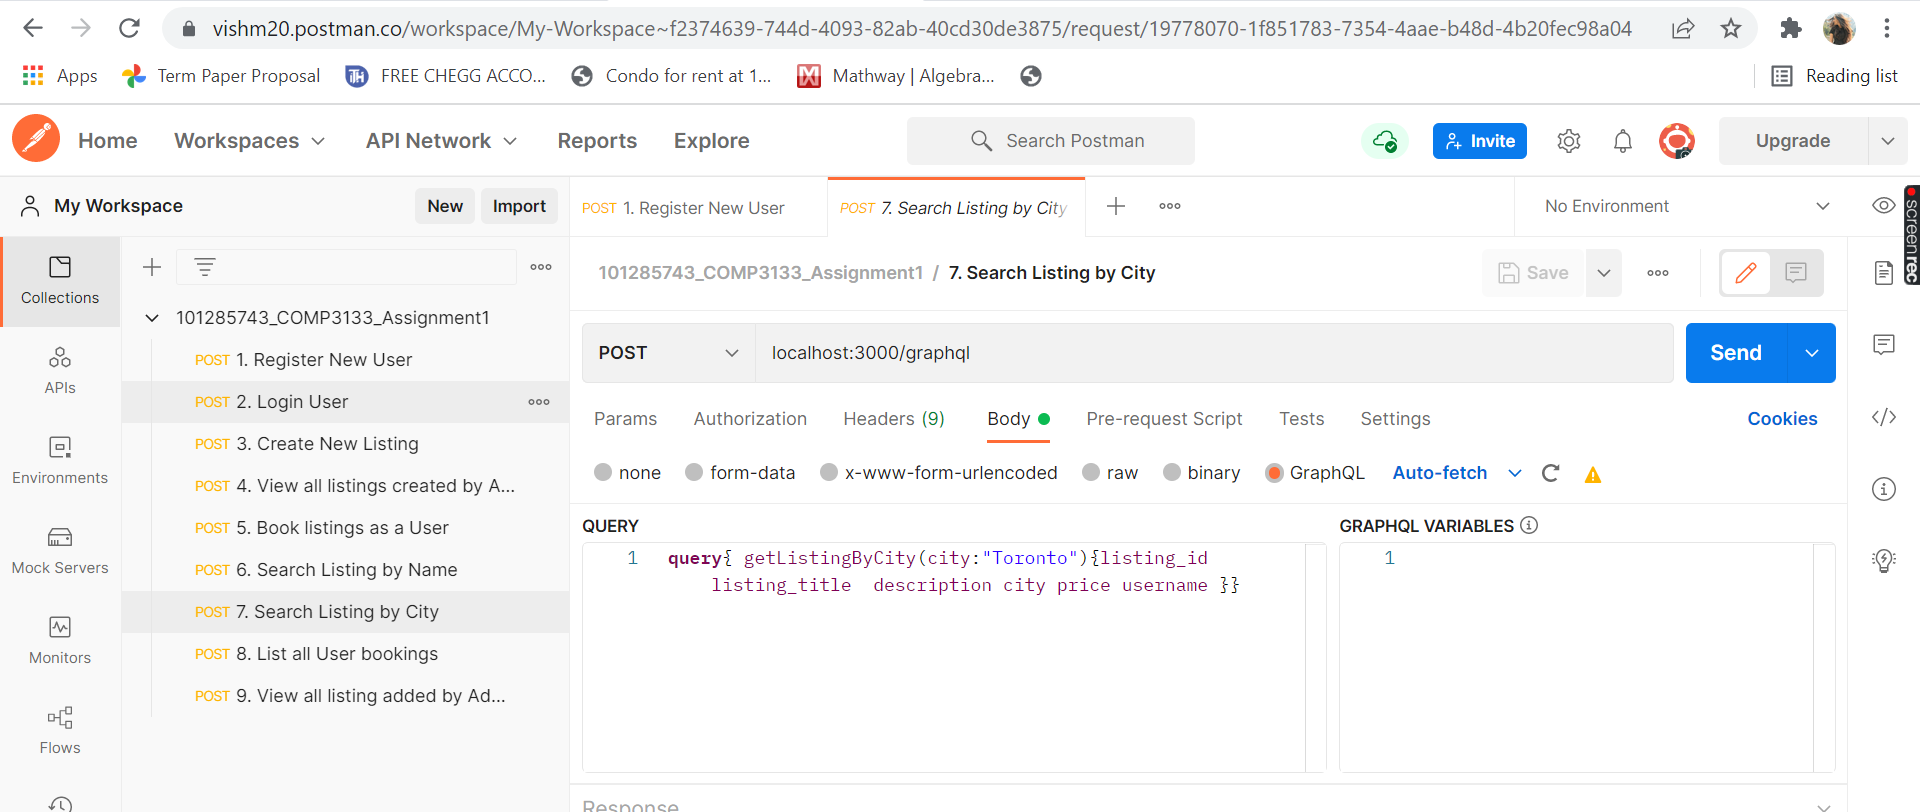 vishm20.postman.co/workspace/My-Workspace~f2374639-744d-4093-82ab-40cd30de3875/request/19778070-1f851783-7354-4aae-b48d-4b20fec98a04
Apps Term Paper Proposal FREE CHEGG ACCO... Condo for rent at 1... Mathway | Algebra... Reading list
Home Workspaces API Network Reports Explore Search Postman Invite Upgrade
My Workspace New Import
POST 1. Register New User POST 7. Search Listing by City No Environment
screenrec
Collections
APIs
Environments
Mock Servers
Monitors
Flows
101285743_COMP3133_Assignment1
POST 1. Register New User
POST 2. Login User
POST 3. Create New Listing
POST 4. View all listings created by A...
POST 5. Book listings as a User
POST 6. Search Listing by Name
POST 7. Search Listing by City
POST 8. List all User bookings
POST 9. View all listing added by Ad...
101285743_COMP3133_Assignment1 / 7. Search Listing by City Save
POST localhost:3000/graphql Send
Params Authorization Headers (9) Body Pre-request Script Tests Settings Cookies
none form-data x-www-form-urlencoded raw binary GraphQL Auto-fetch
QUERY GRAPHQL VARIABLES
1 query{ getListingByCity(city:"Toronto"){listing_id
listing_title  description city price username }}
1
Response